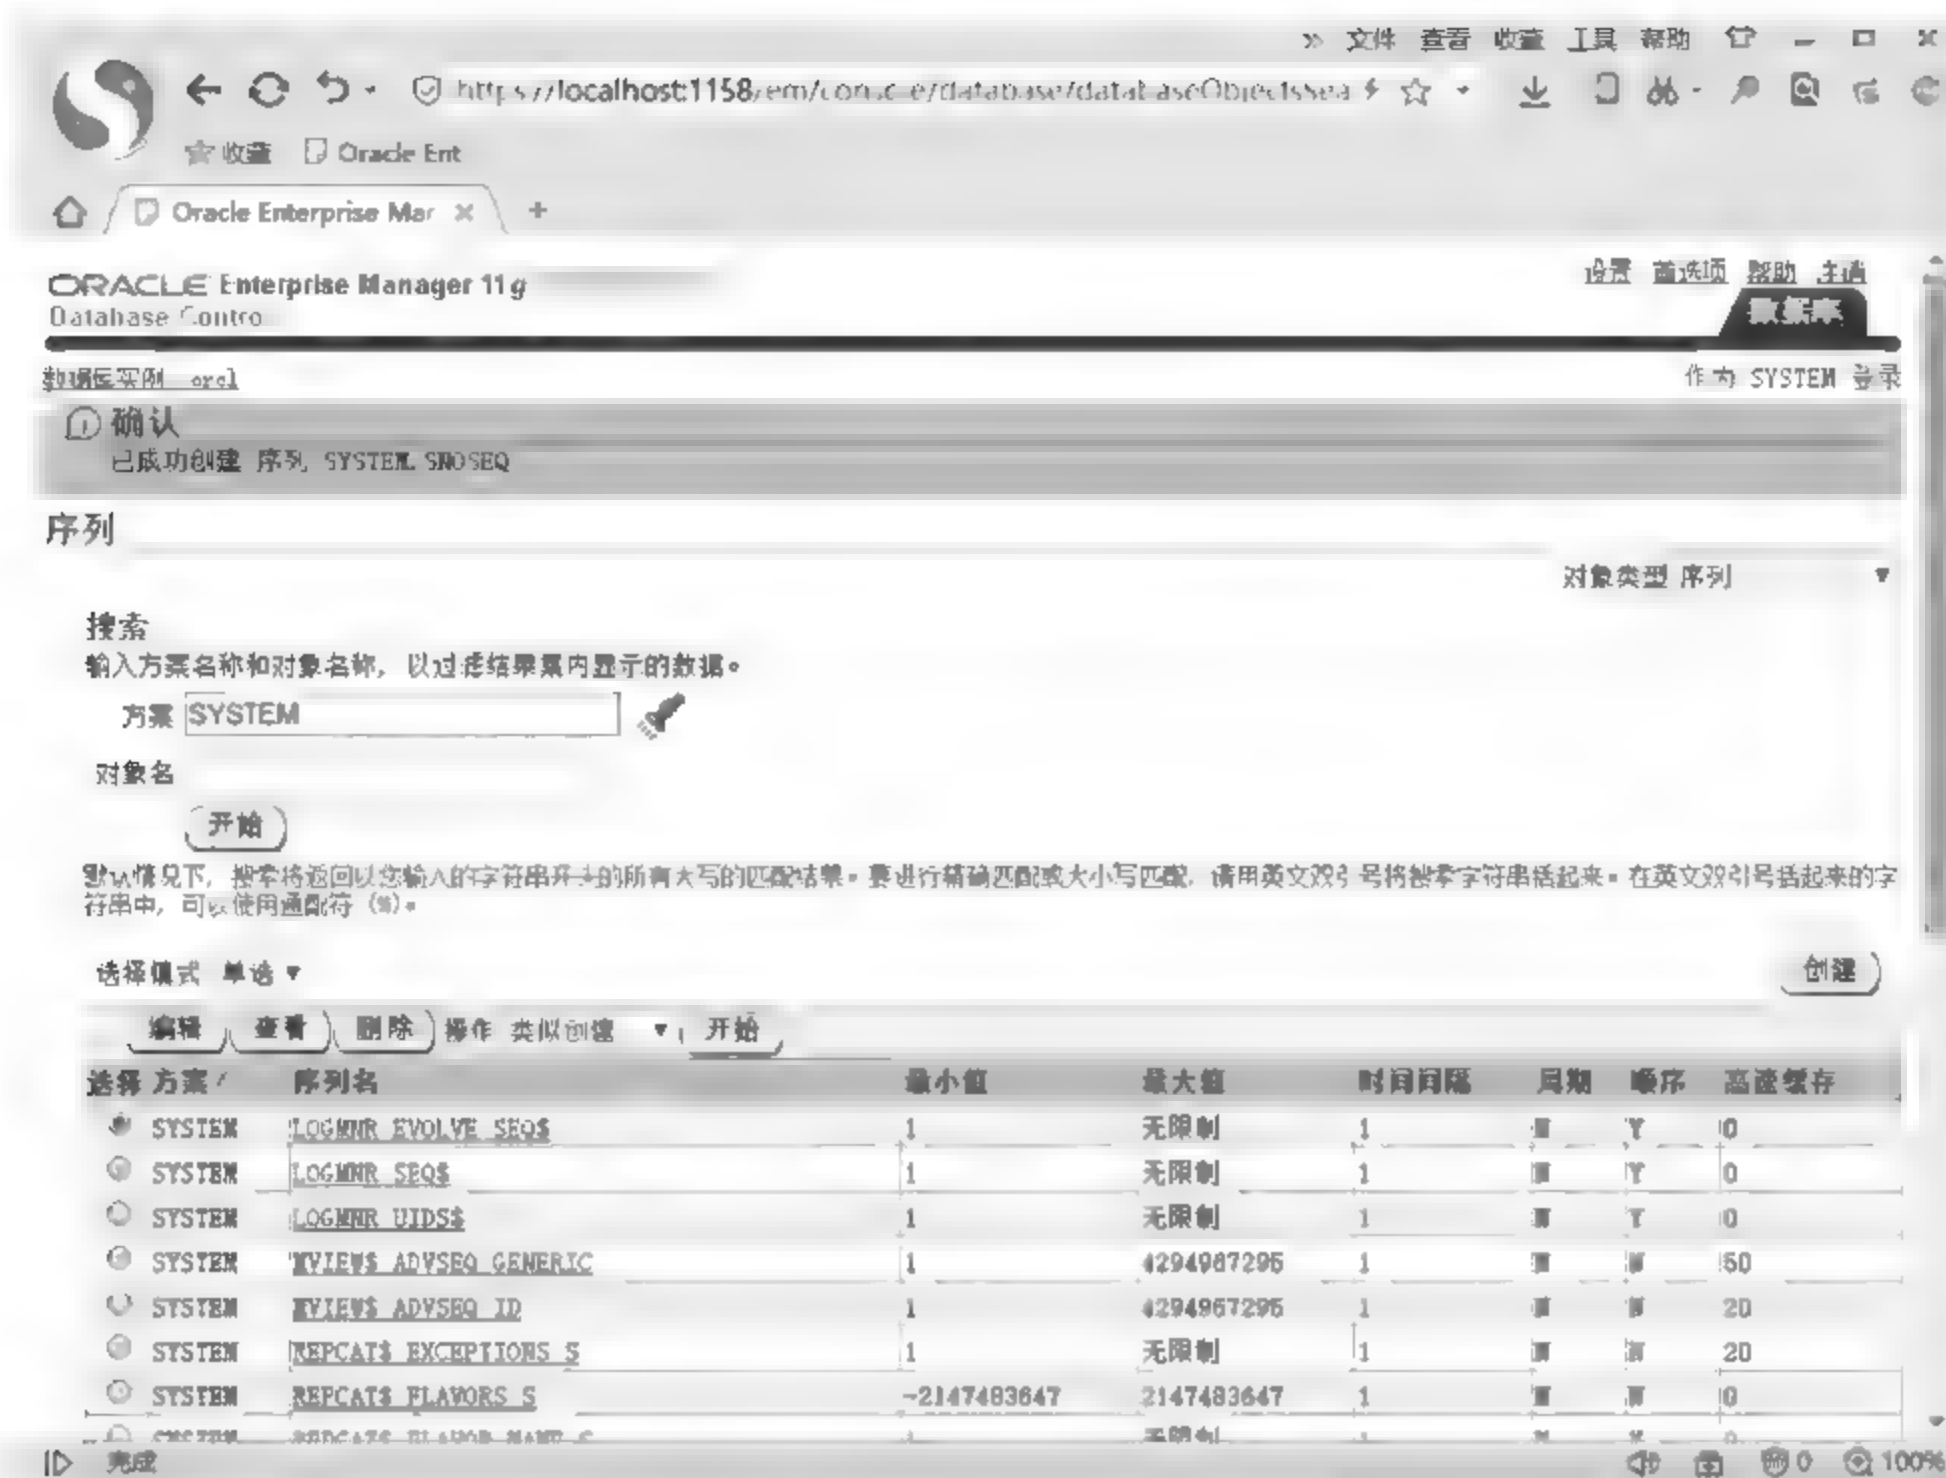 » 文件 查看 收藏 工具 帮助
https://localhost:1158/em/console/database/databaseObjectsSea
收藏 Oracle Ent
Oracle Enterprise Mar
设置 首选项 帮助 注销
ORACLE Enterprise Manager 11g
Database Control
数据库
数据库实例 orcl
作为 SYSTEM 登录
确认
已成功创建 序列 SYSTEM.SNOSEQ
序列
对象类型 序列
搜索
输入方案名称和对象名称, 以过滤结果集内显示的数据。
方案 SYSTEM
对象名
开始
默认情况下, 搜索将返回以您输入的字符串开头的所有大写的匹配结果。要进行精确匹配或大小写匹配, 请用英文双引号将搜索字符串括起来。在英文双引号括起来的字
符串中, 可以使用通配符 (%)。
选择模式 单选
创建
编辑 查看 删除 操作 类似创建 开始
选择 方案 序列名 最小值 最大值 时间间隔 周期 顺序 高速缓存
SYSTEM LOGMNR_EVOLVE_SEQ$ 1 无限制 1 N Y 0
SYSTEM LOGMNR_SEQ$ 1 无限制 1 N Y 0
SYSTEM LOGMNR_UIDS$ 1 无限制 1 N Y 0
SYSTEM MVIEW$_ADVSEQ_GENERIC 1 4294967295 1 N N 50
SYSTEM MVIEW$_ADVSEQ_ID 1 4294967295 1 N N 20
SYSTEM REPCAT$_EXCEPTIONS_S 1 无限制 1 N N 20
SYSTEM REPCAT$_FLAVORS_S -2147483647 2147483647 1 N N 0
完成
0 100%